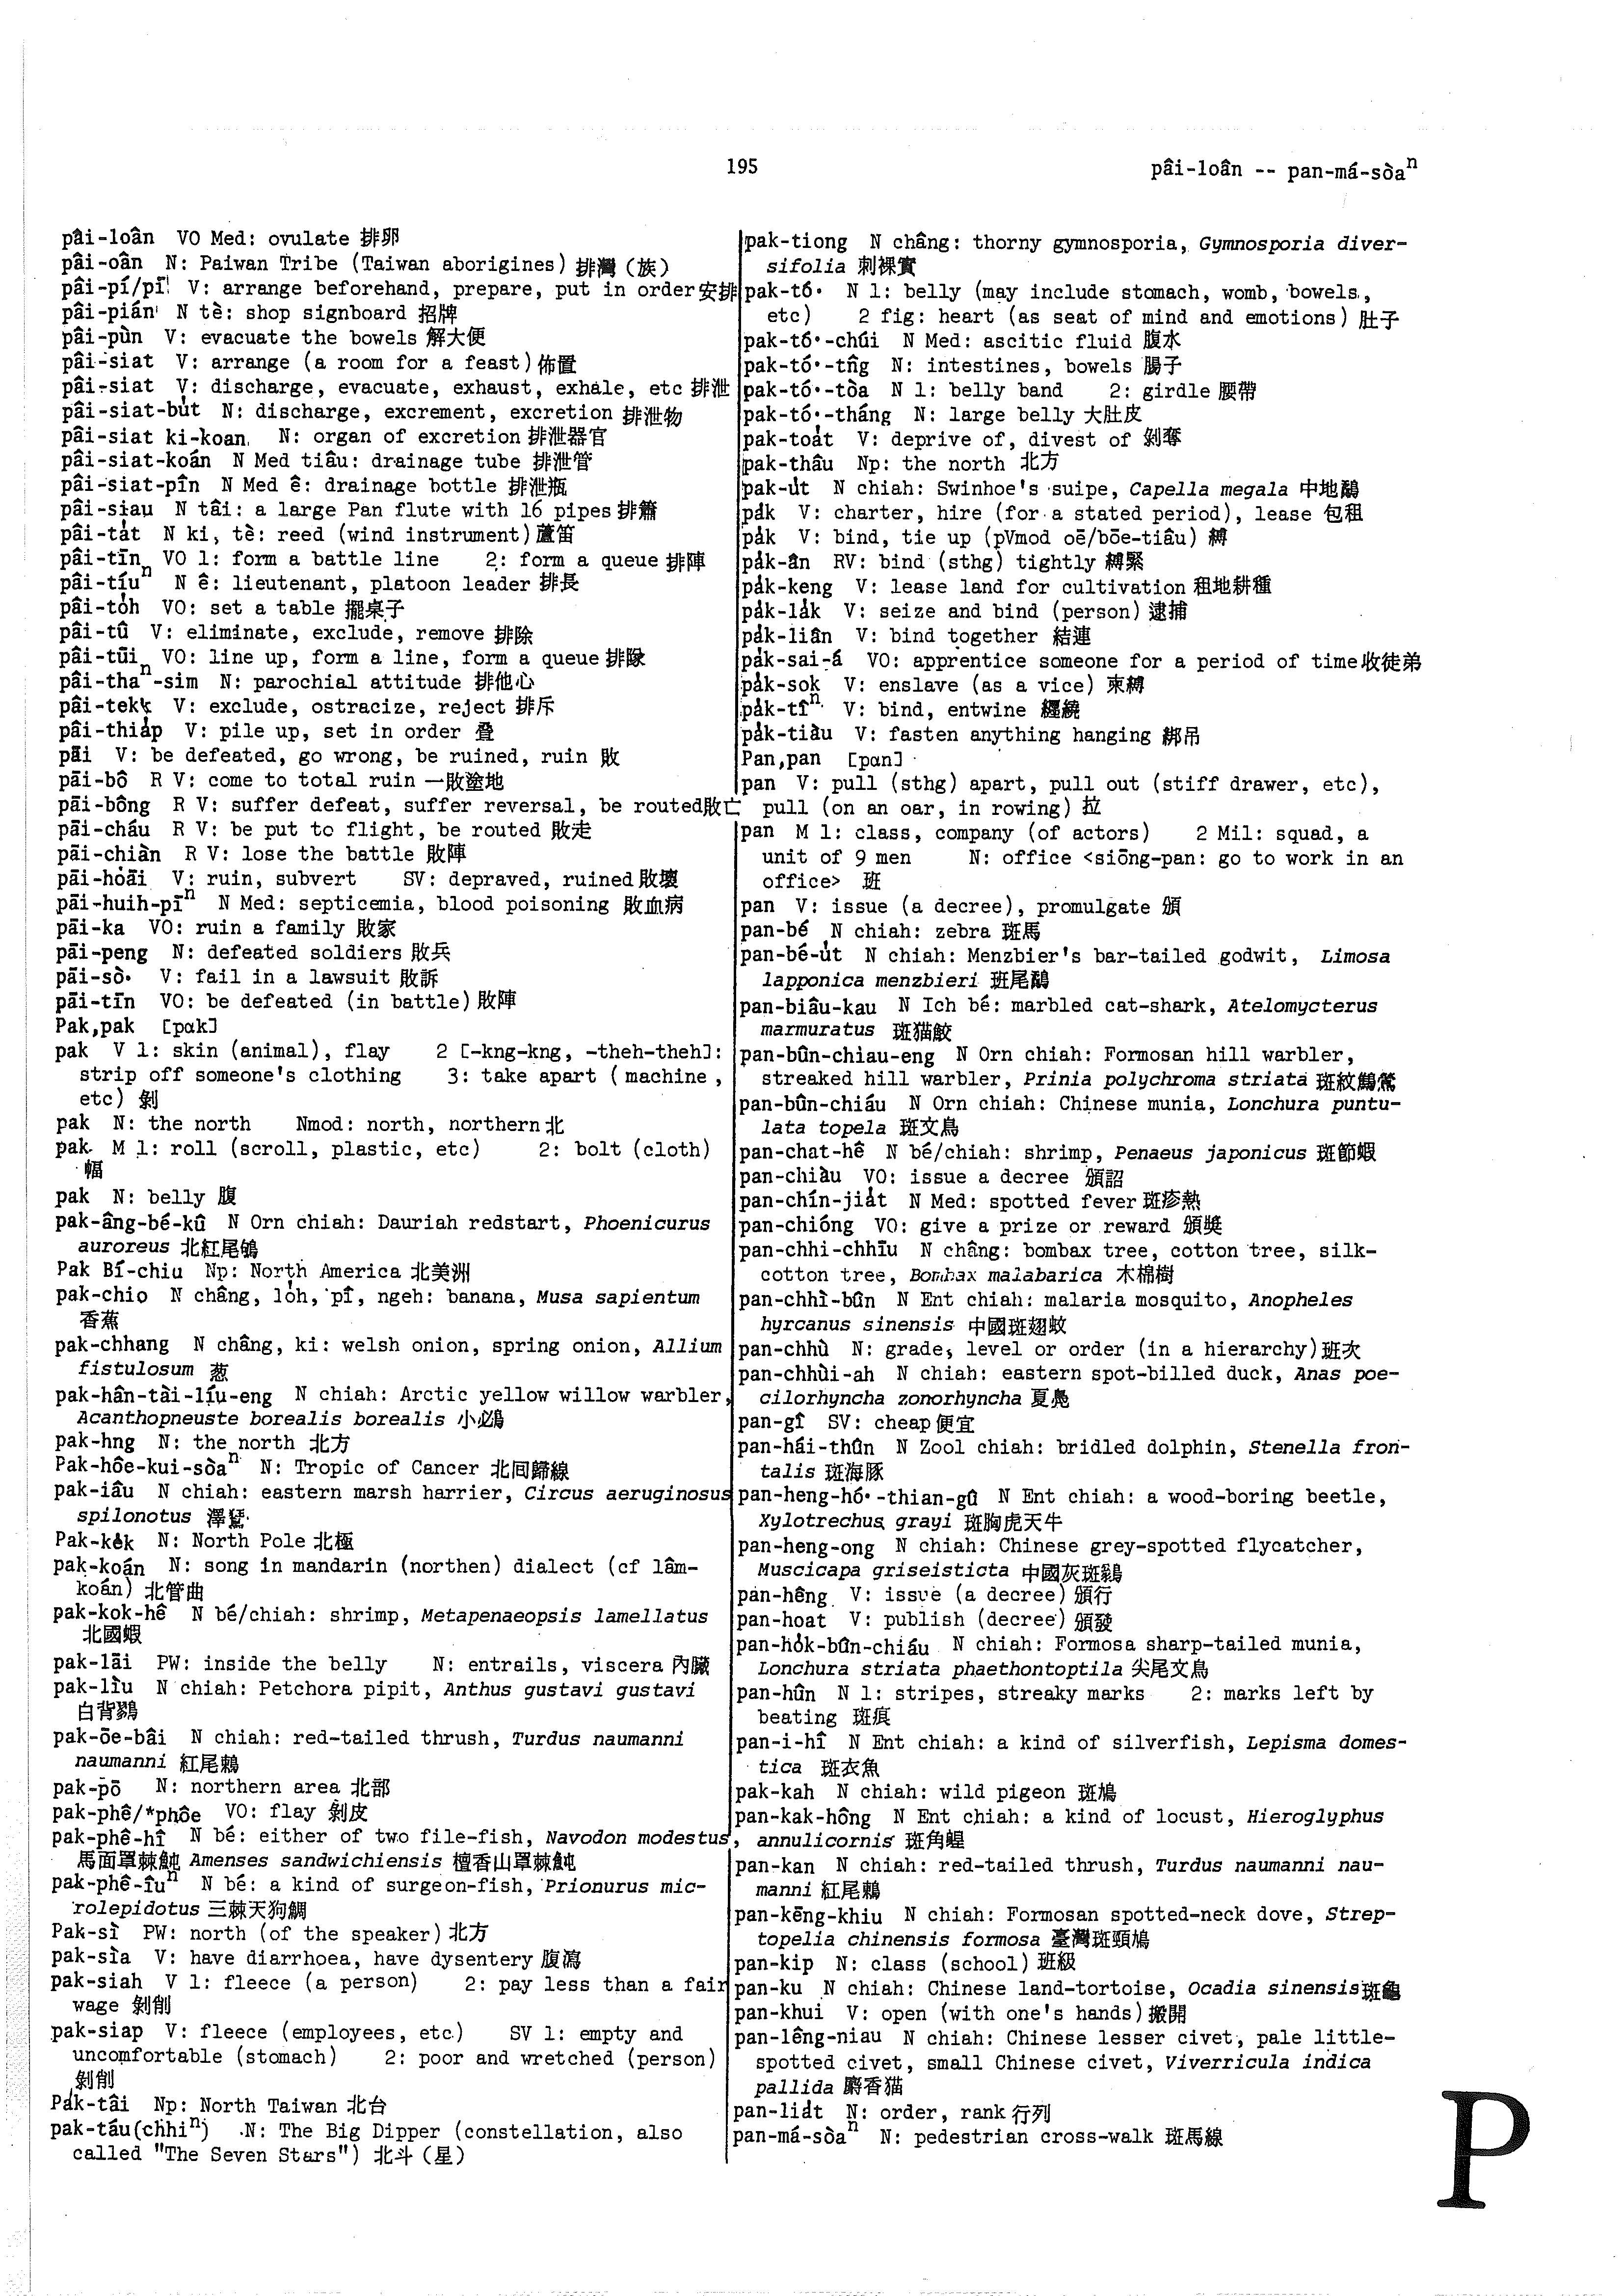 195
pâi-loân -- pan-má-sòaⁿ
pâi-loân VO Med: ovulate 排卵
pâi-oân N: Paiwan Tribe (Taiwan aborigines) 排灣(族)
pâi-pí/pī V: arrange beforehand, prepare, put in order 安排
pâi-pián N tè: shop signboard 招牌
pâi-pùn V: evacuate the bowels 解大便
pâi-siat V: arrange (a room for a feast) 佈置
pâi-siat V: discharge, evacuate, exhaust, exhale, etc 排泄
pâi-siat-bu̍t N: discharge, excrement, excretion 排泄物
pâi-siat ki-koan N: organ of excretion 排泄器官
pâi-siat-koán N Med tiâu: drainage tube 排泄管
pâi-siat-pîn N Med ê: drainage bottle 排泄瓶
pâi-siau N tâi: a large Pan flute with 16 pipes 排簫
pâi-ta̍t N ki, tè: reed (wind instrument) 蘆笛
pâi-tīn VO 1: form a battle line 2: form a queue 排陣
pâi-tíuⁿ N ê: lieutenant, platoon leader 排長
pâi-toh VO: set a table 擺桌子
pâi-tû V: eliminate, exclude, remove 排除
pâi-tūi VO: line up, form a line, form a queue 排隊
pâi-thaⁿ-sim N: parochial attitude 排他心
pâi-tek V: exclude, ostracize, reject 排斥
pâi-thia̍p V: pile up, set in order 疊
pāi V: be defeated, go wrong, be ruined, ruin 敗
pāi-bô R V: come to total ruin 一敗塗地
pāi-bông R V: suffer defeat, suffer reversal, be routed 敗亡
pāi-cháu R V: be put to flight, be routed 敗走
pāi-chiàn R V: lose the battle 敗陣
pāi-hoāi V: ruin, subvert SV: depraved, ruined 敗壞
pāi-huih-pīⁿ N Med: septicemia, blood poisoning 敗血病
pāi-ka VO: ruin a family 敗家
pāi-peng N: defeated soldiers 敗兵
pāi-sò· V: fail in a lawsuit 敗訴
pāi-tīn VO: be defeated (in battle) 敗陣
Pak,pak [pɑk]
pak V 1: skin (animal), flay 2 [-kng-kng, -theh-theh]:
strip off someone's clothing 3: take apart (machine,
etc) 剝
pak N: the north Nmod: north, northern 北
pak M 1: roll (scroll, plastic, etc) 2: bolt (cloth)
幅
pak N: belly 腹
pak-âng-bé-kû N Orn chiah: Dauriah redstart, Phoenicurus
auroreus 北紅尾鴝
Pak Bí-chiu Np: North America 北美洲
pak-chio N châng, lo̍h, pî, ngeh: banana, Musa sapientum
香蕉
pak-chhang N châng, ki: welsh onion, spring onion, Allium
fistulosum 葱
pak-hân-tài-líu-eng N chiah: Arctic yellow willow warbler,
Acanthopneuste borealis borealis
pak-hng N: the north 北方
Pak-hôe-kui-sòaⁿ N: Tropic of Cancer 北回歸線
pak-iâu N chiah: eastern marsh harrier, Circus aeruginosus
spilonotus 澤鵟
Pak-ke̍k N: North Pole 北極
pak-koán N: song in mandarin (northen) dialect (cf lâm-
koán) 北管曲
pak-kok-hê N bé/chiah: shrimp, Metapenaeopsis lamellatus
北國蝦
pak-lāi PW: inside the belly N: entrails, viscera 內臟
pak-lìu N chiah: Petchora pipit, Anthus gustavi gustavi
白背鷚
pak-ōe-bâi N chiah: red-tailed thrush, Turdus naumanni
naumanni 紅尾鶇
pak-pō N: northern area 北部
pak-phê/*phôe VO: flay 剝皮
pak-phê-hî N bé: either of two file-fish, Navodon modestus,
馬面單棘魨 Amenses sandwichiensis 檀香山單棘魨
pak-phê-îuⁿ N bé: a kind of surgeon-fish, Prionurus mic-
rolepidotus 三棘天狗鯛
Pak-sì PW: north (of the speaker) 北方
pak-sìa V: have diarrhoea, have dysentery 腹瀉
pak-siah V 1: fleece (a person) 2: pay less than a fair
wage 剝削
pak-siap V: fleece (employees, etc) SV 1: empty and
uncomfortable (stomach) 2: poor and wretched (person)
剝削
Pak-tâi Np: North Taiwan 北台
pak-táu(chhiⁿ) N: The Big Dipper (constellation, also
called "The Seven Stars") 北斗(星)
pak-tiong N châng: thorny gymnosporia, Gymnosporia diver-
sifolia 刺裸實
pak-tó· N 1: belly (may include stomach, womb, bowels,
etc) 2 fig: heart (as seat of mind and emotions) 肚子
pak-tó·-chúi N Med: ascitic fluid 腹水
pak-tó·-tn̂g N: intestines, bowels 腸子
pak-tó·-tòa N 1: belly band 2: girdle 腰帶
pak-tó·-tháng N: large belly 大肚皮
pak-toa̍t V: deprive of, divest of 剝奪
pak-thâu Np: the north 北方
pak-u̍t N chiah: Swinhoe's suipe, Capella megala 中地鷸
pa̍k V: charter, hire (for a stated period), lease 包租
pa̍k V: bind, tie up (pVmod oē/bōe-tiâu) 縛
pa̍k-ân RV: bind (sthg) tightly 縛緊
pa̍k-keng V: lease land for cultivation 租地耕種
pa̍k-la̍k V: seize and bind (person) 逮捕
pa̍k-liân V: bind together 結連
pa̍k-sai-á VO: apprentice someone for a period of time 收徒弟
pa̍k-sok V: enslave (as a vice) 束縛
pa̍k-tîⁿ V: bind, entwine 纏繞
pa̍k-tiàu V: fasten anything hanging 綁吊
Pan,pan [pɑn]
pan V: pull (sthg) apart, pull out (stiff drawer, etc),
pull (on an oar, in rowing) 拉
pan M 1: class, company (of actors) 2 Mil: squad, a
unit of 9 men N: office <siōng-pan: go to work in an
office> 班
pan V: issue (a decree), promulgate 頒
pan-bé N chiah: zebra 斑馬
pan-bé-u̍t N chiah: Menzbier's bar-tailed godwit, Limosa
lapponica menzbieri 班尾鷸
pan-biâu-kau N Ich bé: marbled cat-shark, Atelomycterus
marmuratus 斑猫鮫
pan-bûn-chiau-eng N Orn chiah: Formosan hill warbler,
streaked hill warbler, Prinia polychroma striata 斑紋鷦鶯
pan-bûn-chiáu N Orn chiah: Chinese munia, Lonchura puntu-
lata topela 斑文鳥
pan-chat-hê N bé/chiah: shrimp, Penaeus japonicus 斑節蝦
pan-chiàu VO: issue a decree 頒詔
pan-chín-jia̍t N Med: spotted fever 斑疹熱
pan-chióng VO: give a prize or reward 頒獎
pan-chhi-chhīu N châng: bombax tree, cotton tree, silk-
cotton tree, Bombax malabarica 木棉樹
pan-chhì-bûn N Ent chiah: malaria mosquito, Anopheles
hyrcanus sinensis 中國斑翅蚊
pan-chhù N: grade, level or order (in a hierarchy) 班次
pan-chhùi-ah N chiah: eastern spot-billed duck, Anas poe-
cilorhyncha zonorhyncha 夏鳧
pan-gî SV: cheap 便宜
pan-hái-thûn N Zool chiah: bridled dolphin, Stenella fron-
talis 斑海豚
pan-heng-hó·-thian-gû N Ent chiah: a wood-boring beetle,
Xylotrechus grayi 斑胸虎天牛
pan-heng-ong N chiah: Chinese grey-spotted flycatcher,
Muscicapa griseisticta 中國灰斑鶲
pan-hêng V: issue (a decree) 頒行
pan-hoat V: publish (decree) 頒發
pan-ho̍k-bûn-chiáu N chiah: Formosa sharp-tailed munia,
Lonchura striata phaethontoptila 尖尾文鳥
pan-hûn N 1: stripes, streaky marks 2: marks left by
beating 斑痕
pan-i-hî N Ent chiah: a kind of silverfish, Lepisma domes-
tica 斑衣魚
pak-kah N chiah: wild pigeon 斑鳩
pan-kak-hông N Ent chiah: a kind of locust, Hieroglyphus
annulicornis 斑角蝗
pan-kan N chiah: red-tailed thrush, Turdus naumanni nau-
manni 紅尾鶇
pan-kēng-khiu N chiah: Formosan spotted-neck dove, Strep-
topelia chinensis formosa 臺灣斑頸鳩
pan-kip N: class (school) 班級
pan-ku N chiah: Chinese land-tortoise, Ocadia sinensis 斑龜
pan-khui V: open (with one's hands) 搬開
pan-lêng-niau N chiah: Chinese lesser civet, pale little-
spotted civet, small Chinese civet, Viverricula indica
pallida 麝香猫
pan-lia̍t N: order, rank 行列
pan-má-sòaⁿ N: pedestrian cross-walk 斑馬線
P